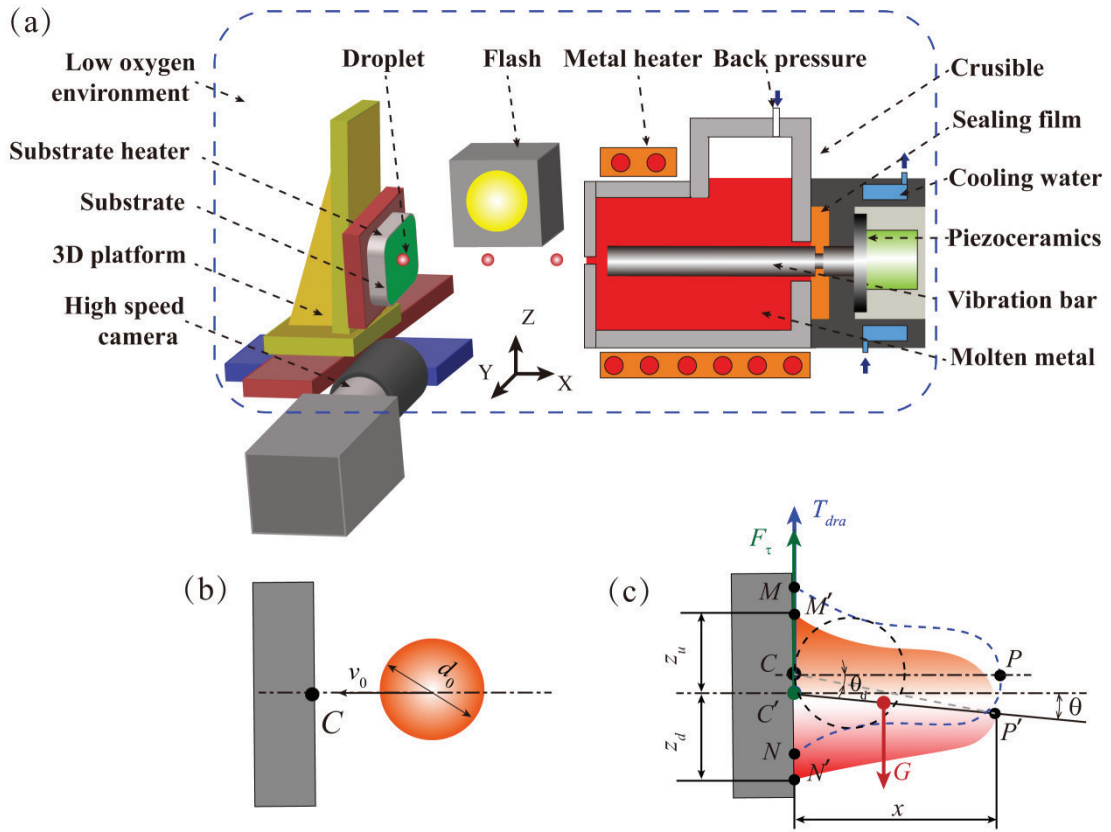 (a)
Low oxygen
environment
Droplet
Flash
Metal heater
Back pressure
Crusible
Sealing film
Cooling water
Piezoceramics
Vibration bar
Molten metal
Substrate heater
Substrate
3D platform
High speed
camera
Z
Y
X
(b)
v0
d0
C
(c)
Tdra
Fτ
M
M′
zu
C
θd
P
C′
θ
P′
zd
N
N′
G
x